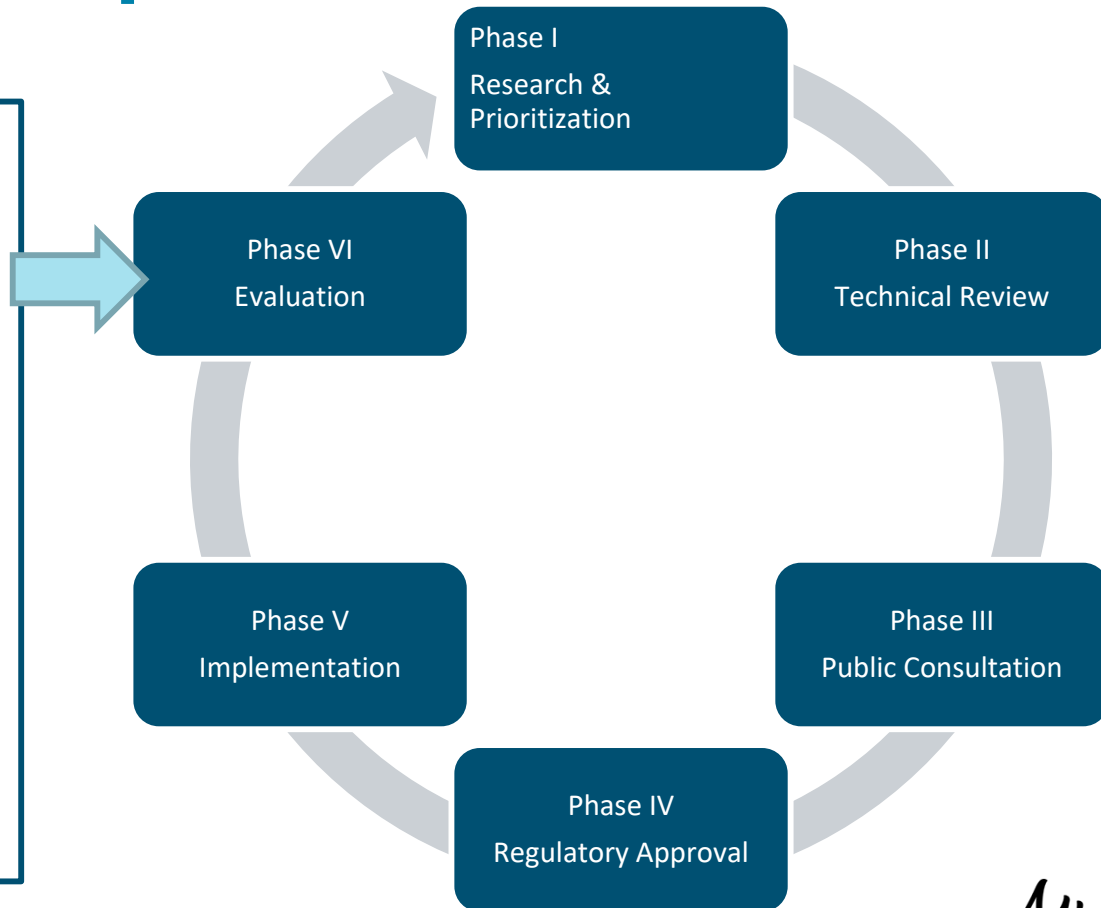 Phase I
Research &
Prioritization
Phase II
Technical Review
Phase III
Public Consultation
Phase IV
Regulatory Approval
Phase V
Implementation
Phase VI
Evaluation